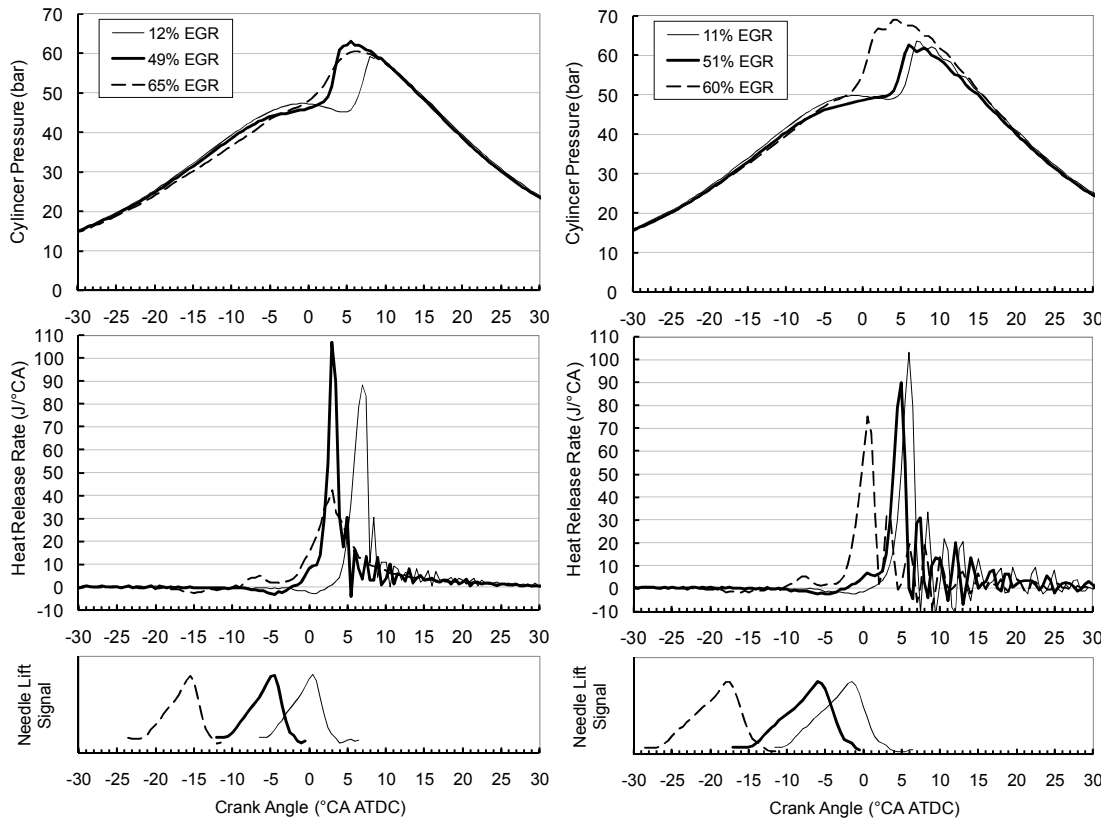 70
60
50
40
30
20
10
0
Cylincer Pressure (bar)
12% EGR
49% EGR
65% EGR
-30 -25 -20 -15 -10 -5 0 5 10 15 20 25 30
70
60
50
40
30
20
10
0
Cylincer Pressure (bar)
11% EGR
51% EGR
60% EGR
-30 -25 -20 -15 -10 -5 0 5 10 15 20 25 30
110
100
90
80
70
60
50
40
30
20
10
0
-10
Heat Release Rate (J/°CA)
-30 -25 -20 -15 -10 -5 0 5 10 15 20 25 30
110
100
90
80
70
60
50
40
30
20
10
0
-10
Heat Release Rate (J/°CA)
-30 -25 -20 -15 -10 -5 0 5 10 15 20 25 30
Needle Lift
Signal
-30 -25 -20 -15 -10 -5 0 5 10 15 20 25 30
Crank Angle (°CA ATDC)
Needle Lift
Signal
-30 -25 -20 -15 -10 -5 0 5 10 15 20 25 30
Crank Angle (°CA ATDC)